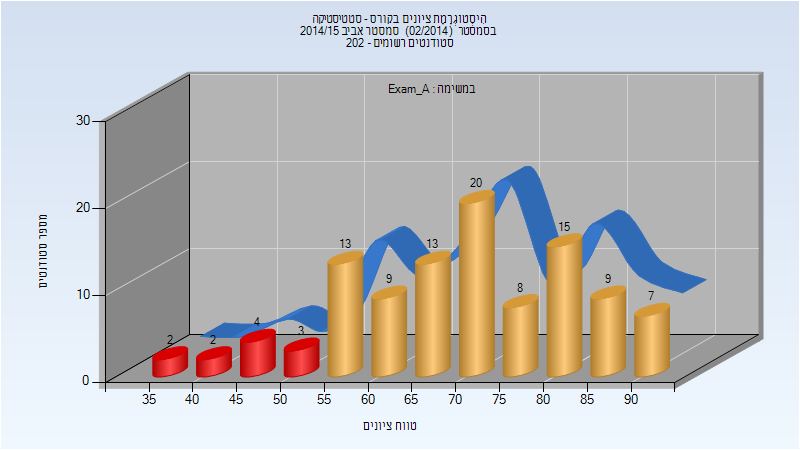 היסטוגרמת ציונים בקורס - סטטיסטיקה
בסמסטר (02/2014) סמסטר אביב 2014/15
סטודנטים רשומים - 202
במשימה : Exam_A
מספר סטודנטים
30
20
10
0
2
2
4
3
13
9
13
20
8
15
9
7
35 40 45 50 55 60 65 70 75 80 85 90
טווח ציונים